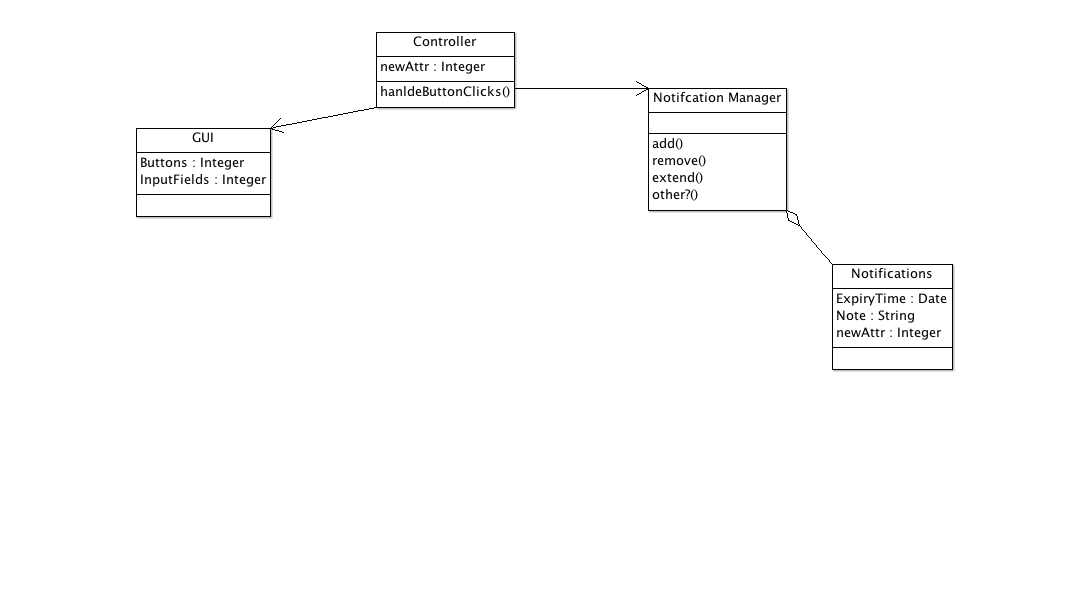 Controller
newAttr : Integer
hanldeButtonClicks()
GUI
Buttons : Integer
InputFields : Integer
Notifcation Manager
add()
remove()
extend()
other?()
Notifications
ExpiryTime : Date
Note : String
newAttr : Integer